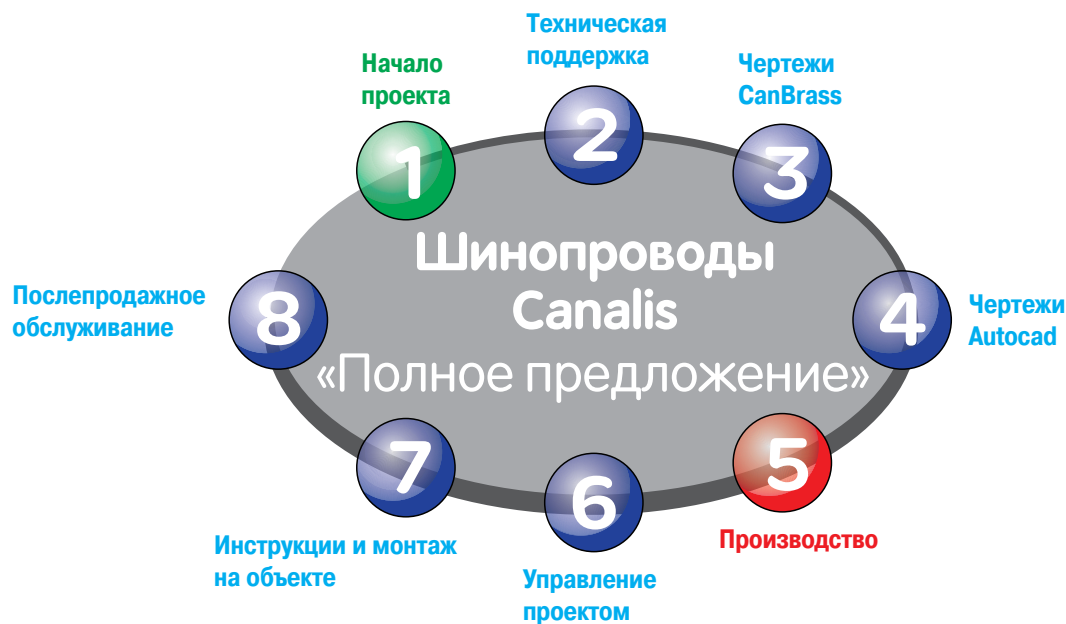 Техническая
поддержка
Начало
проекта
Чертежи
CanBrass
1
2
3
Шинопроводы
Canalis
«Полное предложение»
Послепродажное
обслуживание
8
4
Чертежи
Autocad
7
6
5
Производство
Инструкции и монтаж
на объекте
Управление
проектом